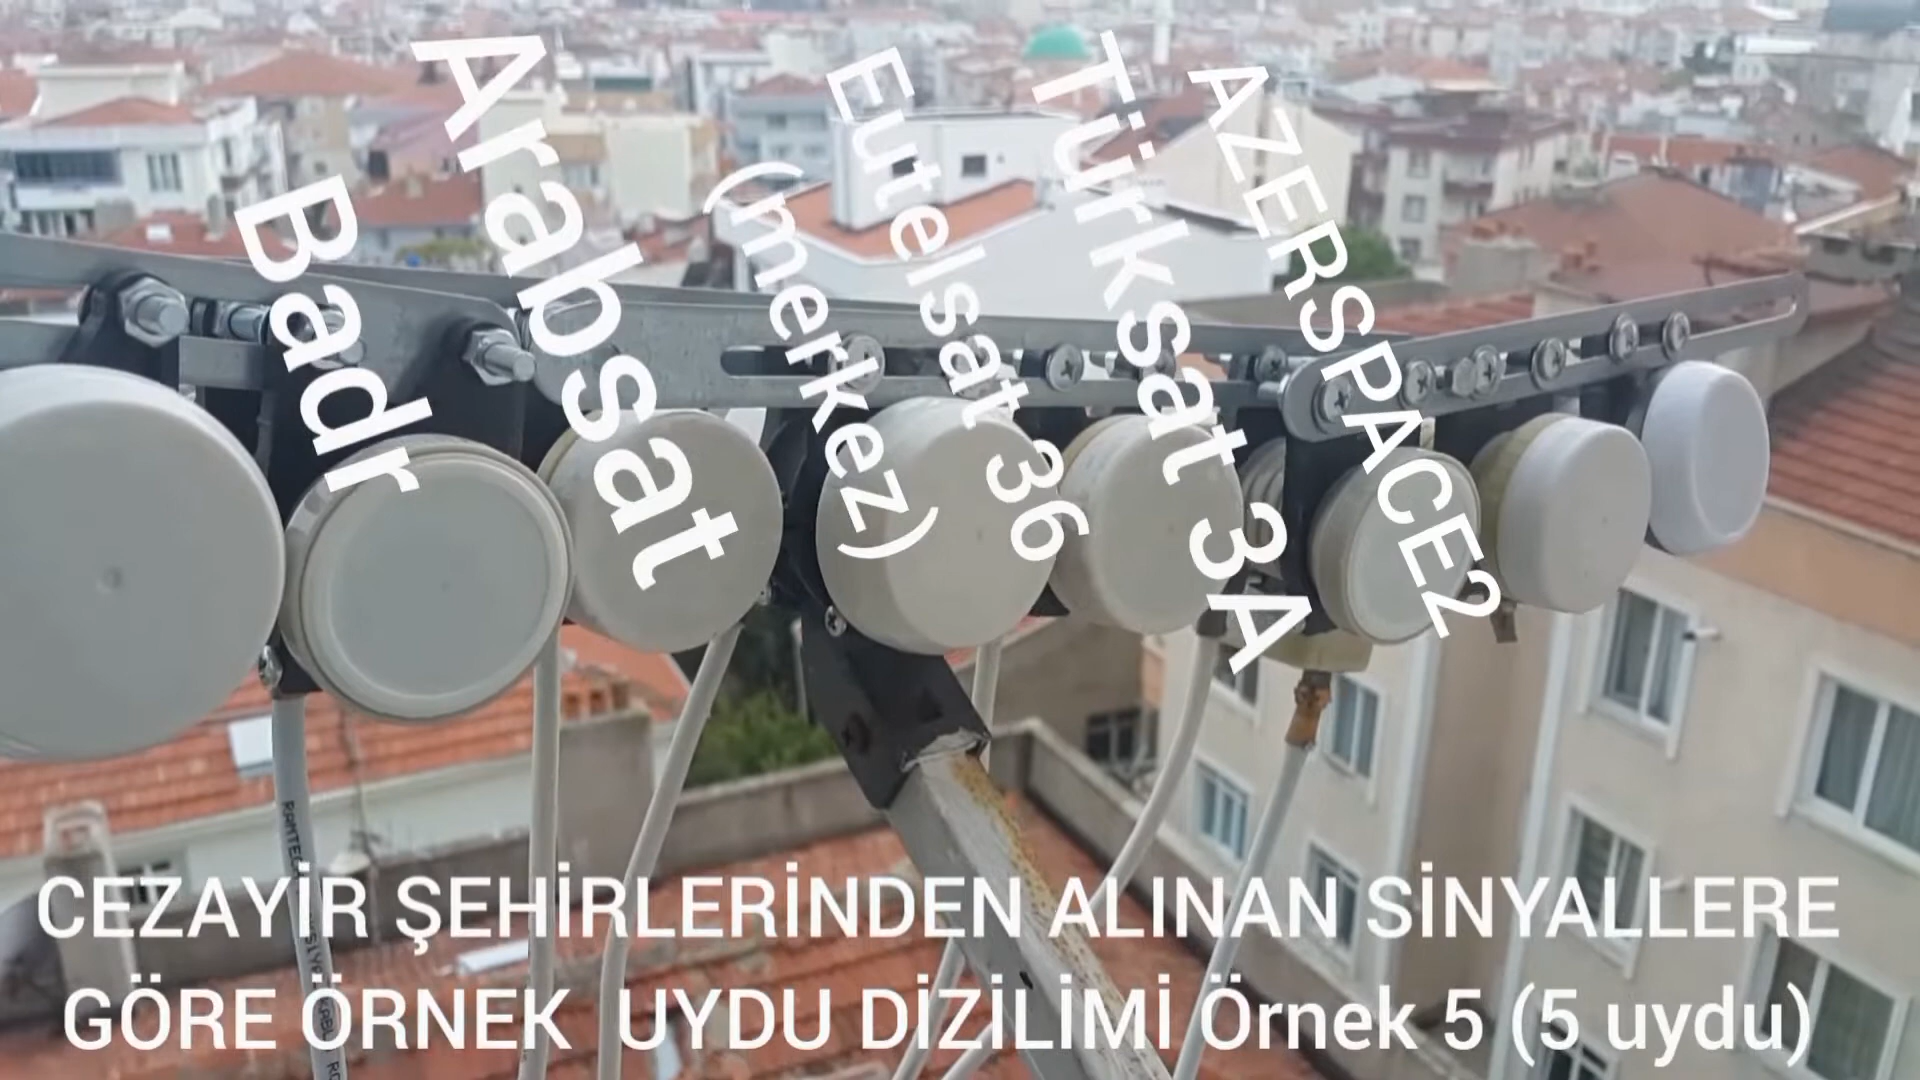 Badr
Arabsat
(merkez)
Eutelsat 36
Türksat 3A
AZERSPACE2
CEZAYİR ŞEHİRLERİNDEN ALINAN SİNYALLERE
GÖRE ÖRNEK UYDU DİZİLİMİ Örnek 5 (5 uydu)